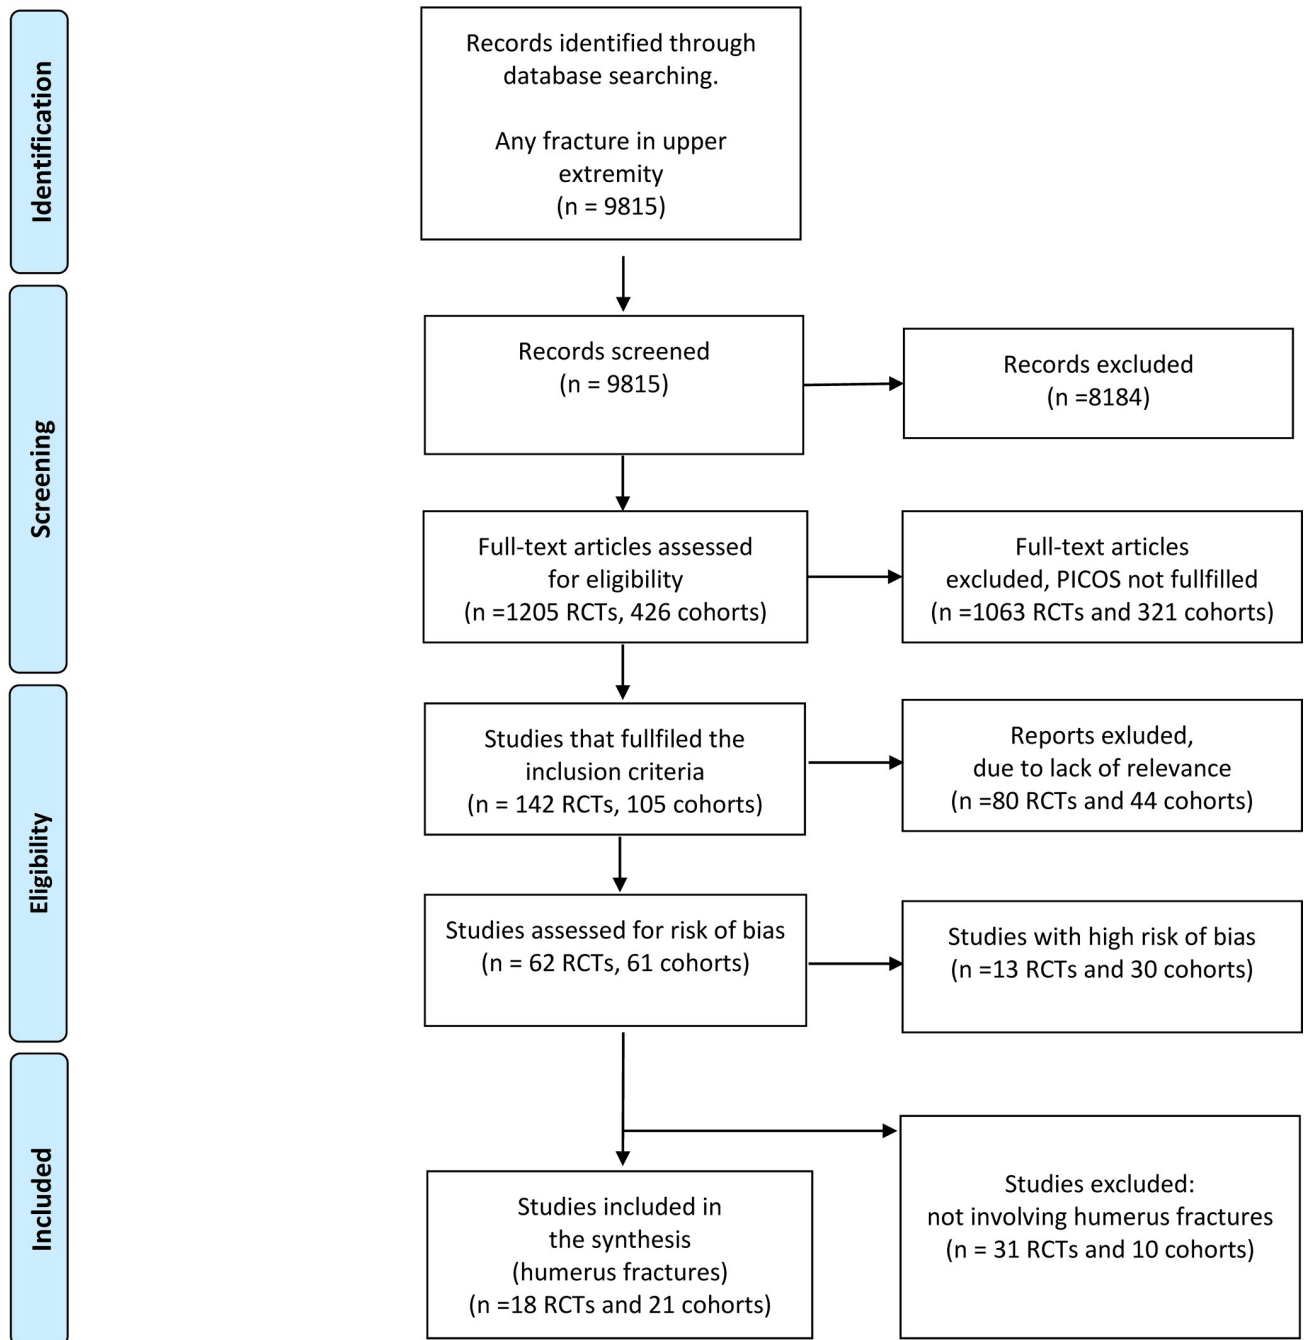 Identification
Records identified through
database searching.
Any fracture in upper
extremity
(n = 9815)
Screening
Records screened
(n = 9815)
Records excluded
(n =8184)
Full-text articles assessed
for eligibility
(n =1205 RCTs, 426 cohorts)
Full-text articles
excluded, PICOS not fullfilled
(n =1063 RCTs and 321 cohorts)
Eligibility
Studies that fullfiled the
inclusion criteria
(n = 142 RCTs, 105 cohorts)
Reports exluded,
due to lack of relevance
(n =80 RCTs and 44 cohorts)
Studies assessed for risk of bias
(n = 62 RCTs, 61 cohorts)
Studies with high risk of bias
(n =13 RCTs and 30 cohorts)
Included
Studies included in
the synthesis
(humerus fractures)
(n =18 RCTs and 21 cohorts)
Studies excluded:
not involving humerus fractures
(n = 31 RCTs and 10 cohorts)